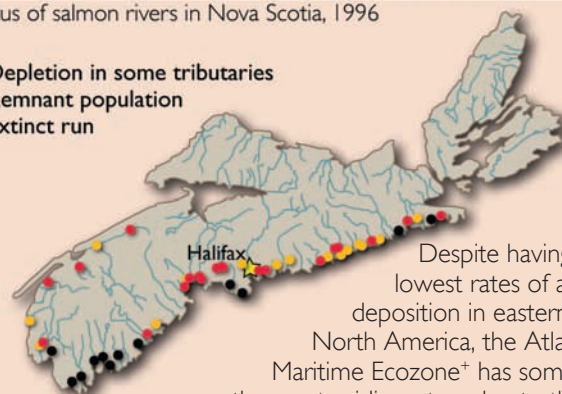 us of salmon rivers in Nova Scotia, 1996
Depletion in some tributaries
emnant population
xtinct run
Halifax
Despite having
lowest rates of a
deposition in eastern
North America, the Atla
Maritime Ecozone+ has som